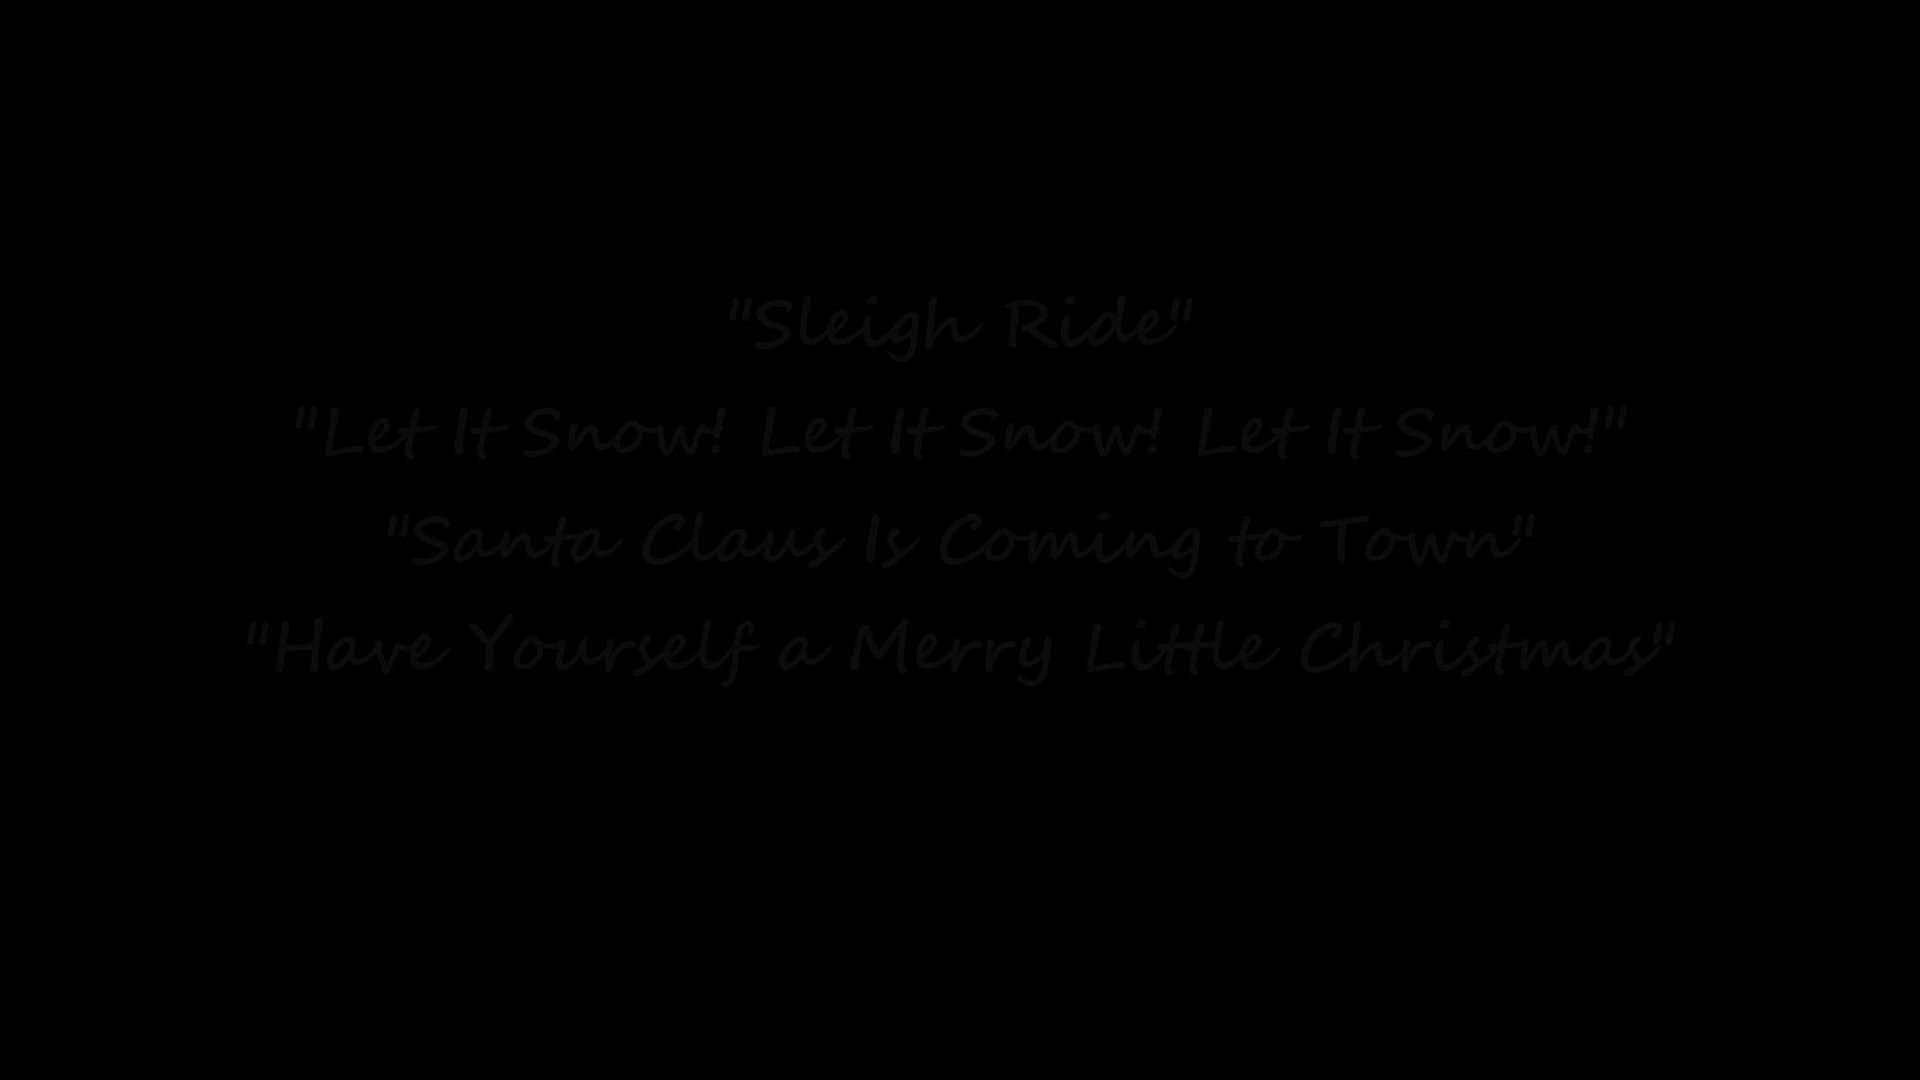 "Sleigh Ride"
"Let It Snow! Let It Snow! Let It Snow!"
"Santa Claus Is Coming to Town"
"Have Yourself a Merry Little Christmas"